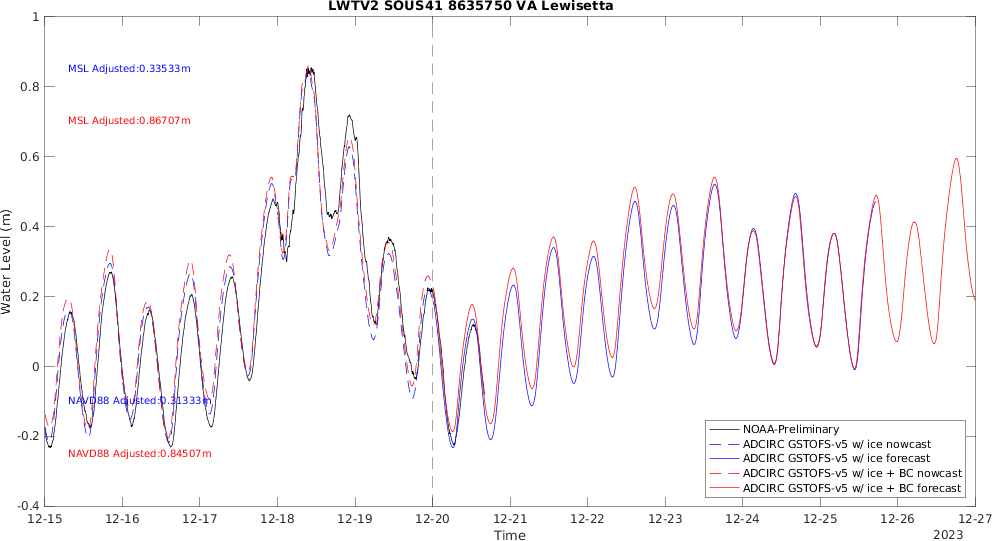 LWTV2 SOUS41 8635750 VA Lewisetta
Water Level (m)
1
0.8
0.6
0.4
0.2
0
-0.2
-0.4
MSL Adjusted:0.33533m
MSL Adjusted:0.86707m
NAVD88 Adjusted:0.31333m
NAVD88 Adjusted:0.84507m
NOAA-Preliminary
ADCIRC GSTOFS-v5 w/ ice nowcast
ADCIRC GSTOFS-v5 w/ ice forecast
ADCIRC GSTOFS-v5 w/ ice + BC nowcast
ADCIRC GSTOFS-v5 w/ ice + BC forecast
12-15 12-16 12-17 12-18 12-19 12-20 12-21 12-22 12-23 12-24 12-25 12-26 12-27
Time
2023